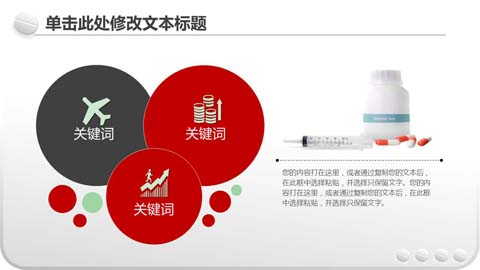 单击此处修改文本标题
关键词
关键词
关键词
您的内容打在这里，或者通过复制您的文本后，
在此框中选择粘贴，并选择只保留文字。您的内
容打在这里，或者通过复制您的文本后，在此框
中选择粘贴，并选择只保留文字。